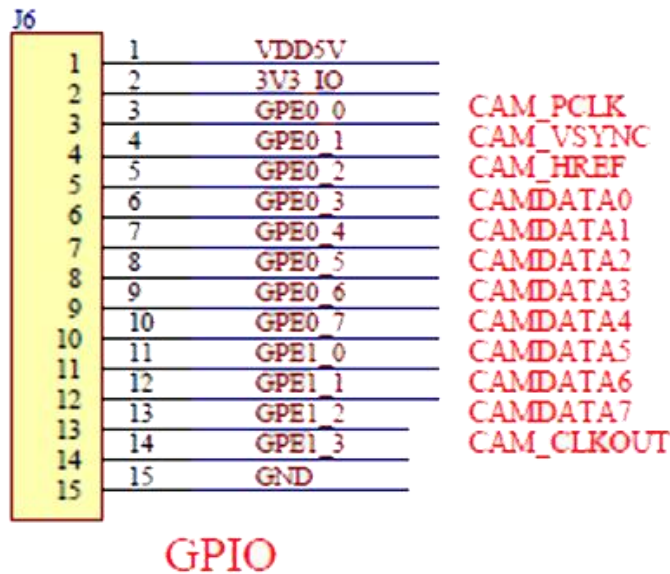 J6
1 1 VDD5V
2 2 3V3_IO
3 3 GPE0_0 CAM_PCLK
4 4 GPE0_1 CAM_VSYNC
5 5 GPE0_2 CAM_HREF
6 6 GPE0_3 CAMDATA0
7 7 GPE0_4 CAMDATA1
8 8 GPE0_5 CAMDATA2
9 9 GPE0_6 CAMDATA3
10 10 GPE0_7 CAMDATA4
11 11 GPE1_0 CAMDATA5
12 12 GPE1_1 CAMDATA6
13 13 GPE1_2 CAMDATA7
14 14 GPE1_3 CAM_CLKOUT
15 15 GND
GPIO